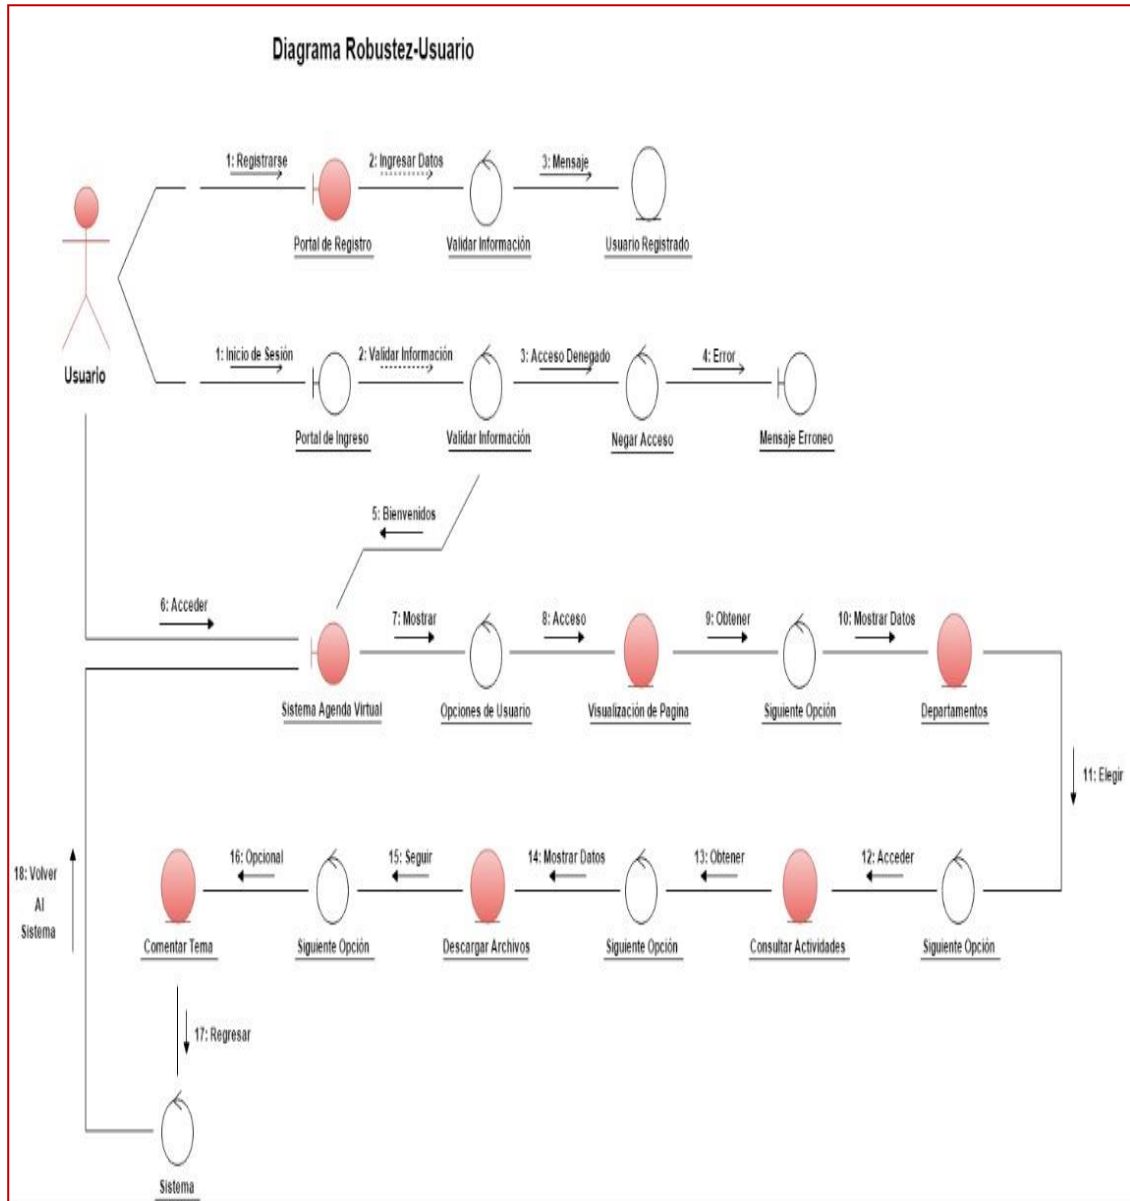 Diagrama Robustez-Usuario
1: Registrarse
2: Ingresar Datos
3: Mensaje
Portal de Registro
Validar Información
Usuario Registrado
Usuario
1: Inicio de Sesión
2: Validar Información
3: Acceso Denegado
4: Error
Portal de Ingreso
Validar Información
Negar Acceso
Mensaje Erroneo
5: Bienvenidos
6: Acceder
7: Mostrar
8: Acceso
9: Obtener
10: Mostrar Datos
Sistema Agenda Virtual
Opciones de Usuario
Visualización de Pagina
Siguiente Opción
Departamentos
11: Elegir
12: Acceder
13: Obtener
14: Mostrar Datos
15: Seguir
16: Opcional
Siguiente Opción
Consultar Actividades
Siguiente Opción
Descargar Archivos
Siguiente Opción
Comentar Tema
17: Regresar
Sistema
18: Volver
Al
Sistema